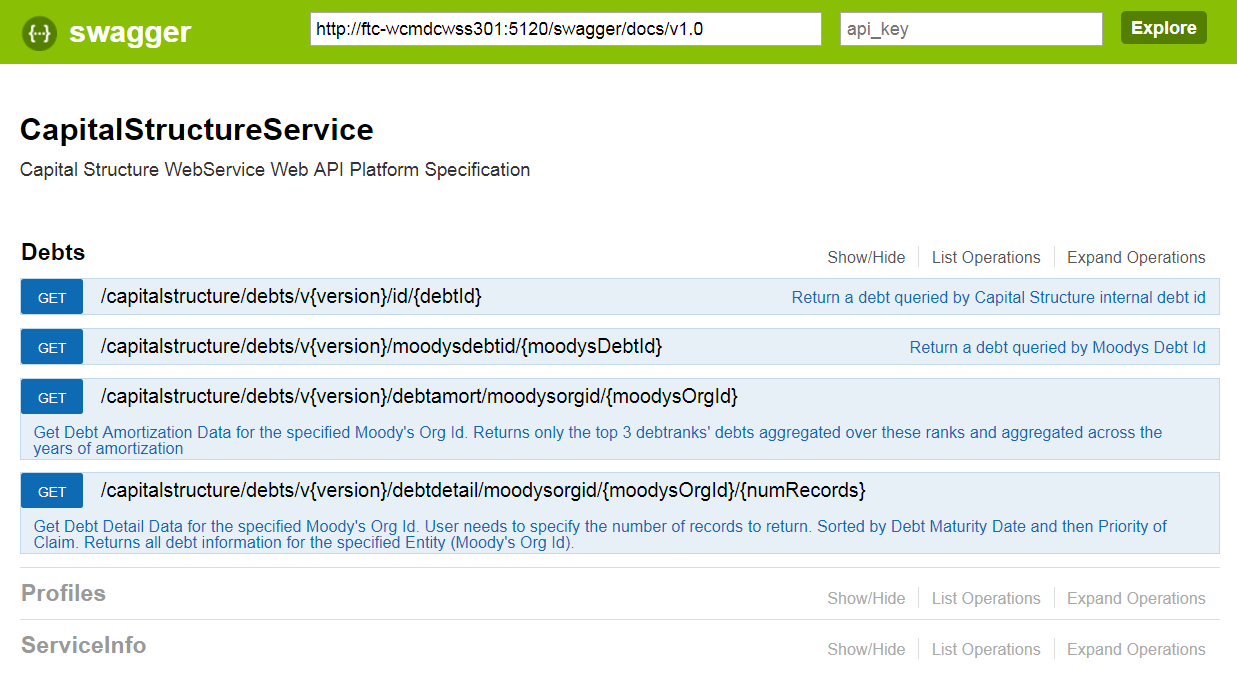 {···} swagger http://ftc-wcmdcwss301:5120/swagger/docs/v1.0 api_key Explore
CapitalStructureService
Capital Structure WebService Web API Platform Specification
Debts Show/Hide List Operations Expand Operations
GET /capitalstructure/debts/v{version}/id/{debtId} Return a debt queried by Capital Structure internal debt id
GET /capitalstructure/debts/v{version}/moodysdebtid/{moodysDebtId} Return a debt queried by Moodys Debt Id
GET /capitalstructure/debts/v{version}/debtamort/moodysorgid/{moodysOrgId}
Get Debt Amortization Data for the specified Moody's Org Id. Returns only the top 3 debtranks' debts aggregated over these ranks and aggregated across the
years of amortization
GET /capitalstructure/debts/v{version}/debtdetail/moodysorgid/{moodysOrgId}/{numRecords}
Get Debt Detail Data for the specified Moody's Org Id. User needs to specify the number of records to return. Sorted by Debt Maturity Date and then Priority of
Claim. Returns all debt information for the specified Entity (Moody's Org Id).
Profiles Show/Hide List Operations Expand Operations
ServiceInfo Show/Hide List Operations Expand Operations